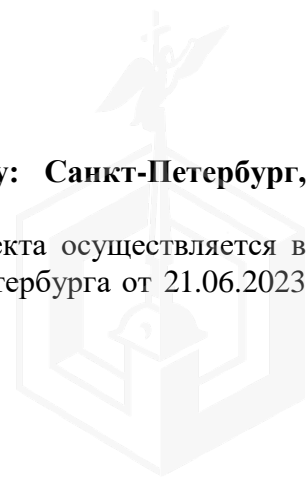 у: Санкт-Петербург,
екта осуществляется в
тербурга от 21.06.2023